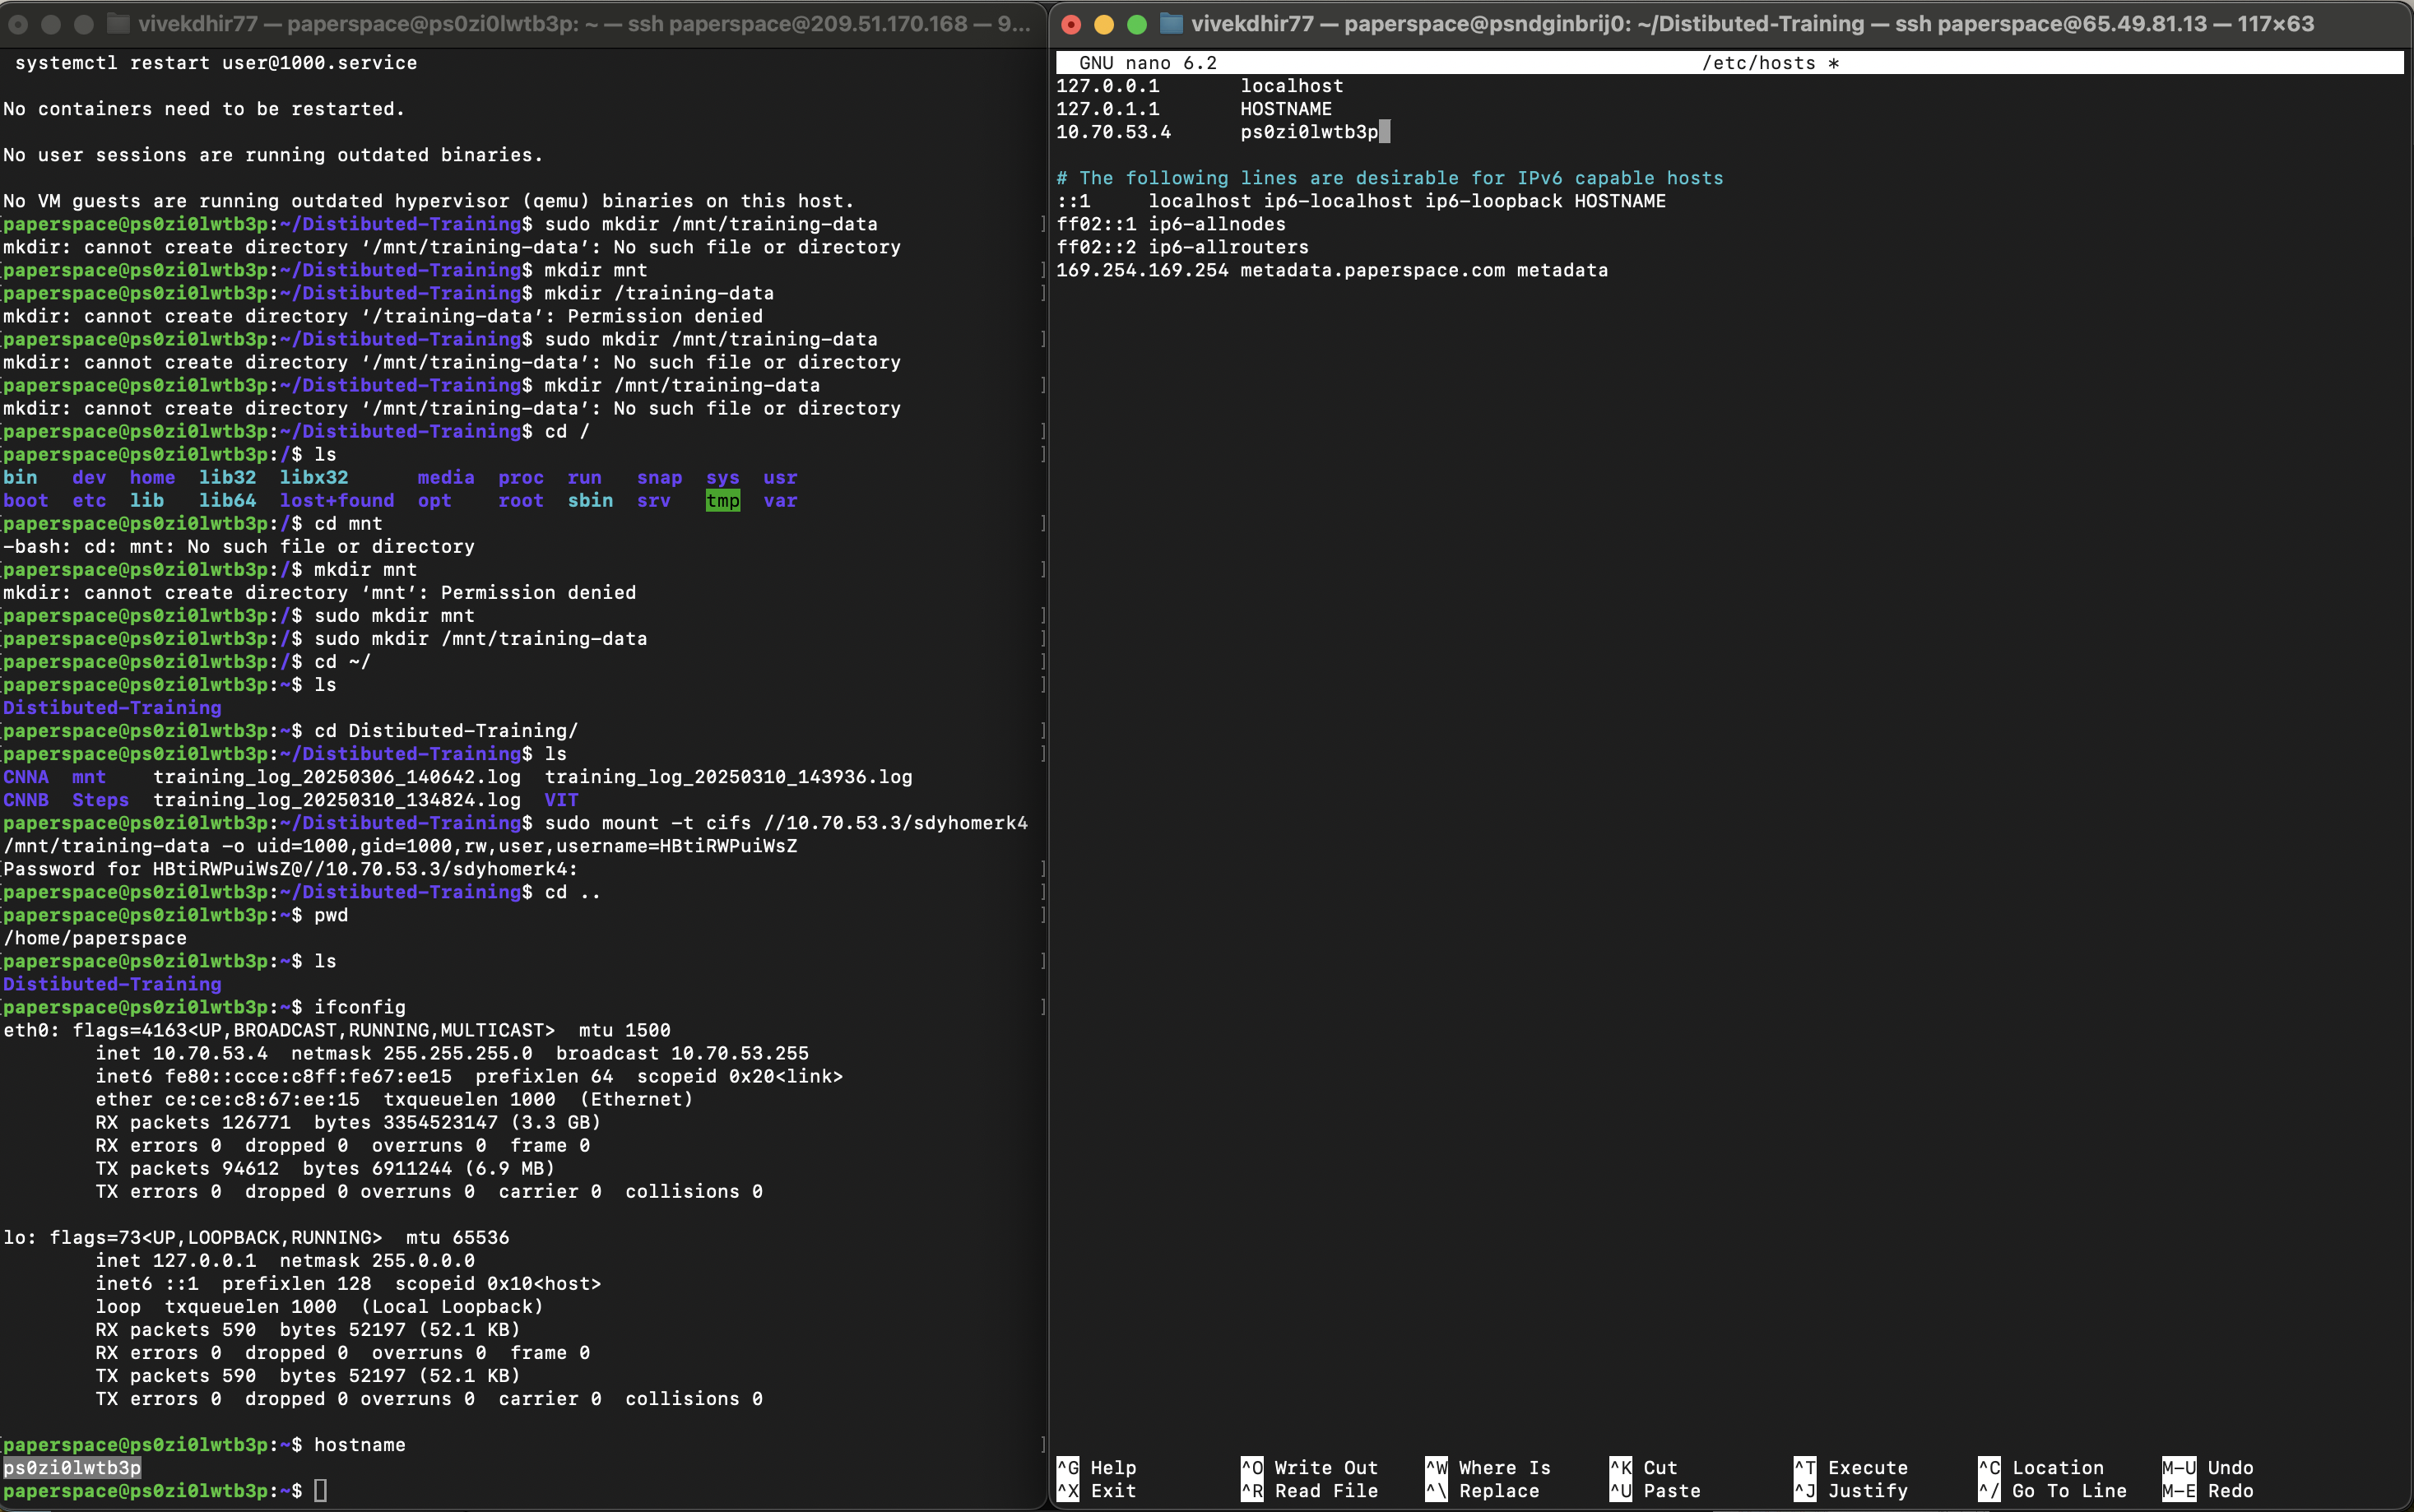 vivekdhir77 — paperspace@ps0zi0lwtb3p: ~ — ssh paperspace@209.51.170.168 — 9...
systemctl restart user@1000.service
No containers need to be restarted.
No user sessions are running outdated binaries.
No VM guests are running outdated hypervisor (qemu) binaries on this host.
[paperspace@ps0zi0lwtb3p:~/Distibuted-Training$ sudo mkdir /mnt/training-data ]
mkdir: cannot create directory ‘/mnt/training-data’: No such file or directory
[paperspace@ps0zi0lwtb3p:~/Distibuted-Training$ mkdir mnt ]
[paperspace@ps0zi0lwtb3p:~/Distibuted-Training$ mkdir /training-data ]
mkdir: cannot create directory ‘/training-data’: Permission denied
[paperspace@ps0zi0lwtb3p:~/Distibuted-Training$ sudo mkdir /mnt/training-data ]
mkdir: cannot create directory ‘/mnt/training-data’: No such file or directory
[paperspace@ps0zi0lwtb3p:~/Distibuted-Training$ mkdir /mnt/training-data ]
mkdir: cannot create directory ‘/mnt/training-data’: No such file or directory
[paperspace@ps0zi0lwtb3p:~/Distibuted-Training$ cd / ]
[paperspace@ps0zi0lwtb3p:/$ ls ]
bin dev home lib32 libx32 media proc run snap sys usr
boot etc lib lib64 lost+found opt root sbin srv tmp var
[paperspace@ps0zi0lwtb3p:/$ cd mnt ]
-bash: cd: mnt: No such file or directory
[paperspace@ps0zi0lwtb3p:/$ mkdir mnt ]
mkdir: cannot create directory ‘mnt’: Permission denied
[paperspace@ps0zi0lwtb3p:/$ sudo mkdir mnt ]
[paperspace@ps0zi0lwtb3p:/$ sudo mkdir /mnt/training-data ]
[paperspace@ps0zi0lwtb3p:/$ cd ~/ ]
[paperspace@ps0zi0lwtb3p:~$ ls ]
Distibuted-Training
[paperspace@ps0zi0lwtb3p:~$ cd Distibuted-Training/ ]
[paperspace@ps0zi0lwtb3p:~/Distibuted-Training$ ls ]
CNNA mnt training_log_20250306_140642.log training_log_20250310_143936.log
CNNB Steps training_log_20250310_134824.log VIT
paperspace@ps0zi0lwtb3p:~/Distibuted-Training$ sudo mount -t cifs //10.70.53.3/sdyhomerk4
/mnt/training-data -o uid=1000,gid=1000,rw,user,username=HBtiRWPuiWsZ
[Password for HBtiRWPuiWsZ@//10.70.53.3/sdyhomerk4: ]
[paperspace@ps0zi0lwtb3p:~/Distibuted-Training$ cd .. ]
[paperspace@ps0zi0lwtb3p:~$ pwd ]
/home/paperspace
[paperspace@ps0zi0lwtb3p:~$ ls ]
Distibuted-Training
[paperspace@ps0zi0lwtb3p:~$ ifconfig ]
eth0: flags=4163<UP,BROADCAST,RUNNING,MULTICAST> mtu 1500
inet 10.70.53.4 netmask 255.255.255.0 broadcast 10.70.53.255
inet6 fe80::ccce:c8ff:fe67:ee15 prefixlen 64 scopeid 0x20<link>
ether ce:ce:c8:67:ee:15 txqueuelen 1000 (Ethernet)
RX packets 126771 bytes 3354523147 (3.3 GB)
RX errors 0 dropped 0 overruns 0 frame 0
TX packets 94612 bytes 6911244 (6.9 MB)
TX errors 0 dropped 0 overruns 0 carrier 0 collisions 0
lo: flags=73<UP,LOOPBACK,RUNNING> mtu 65536
inet 127.0.0.1 netmask 255.0.0.0
inet6 ::1 prefixlen 128 scopeid 0x10<host>
loop txqueuelen 1000 (Local Loopback)
RX packets 590 bytes 52197 (52.1 KB)
RX errors 0 dropped 0 overruns 0 frame 0
TX packets 590 bytes 52197 (52.1 KB)
TX errors 0 dropped 0 overruns 0 carrier 0 collisions 0
[paperspace@ps0zi0lwtb3p:~$ hostname ]
ps0zi0lwtb3p
paperspace@ps0zi0lwtb3p:~$
vivekdhir77 — paperspace@psndginbrij0: ~/Distibuted-Training — ssh paperspace@65.49.81.13 — 117×63
GNU nano 6.2 /etc/hosts *
127.0.0.1 localhost
127.0.1.1 HOSTNAME
10.70.53.4 ps0zi0lwtb3p
# The following lines are desirable for IPv6 capable hosts
::1 localhost ip6-localhost ip6-loopback HOSTNAME
ff02::1 ip6-allnodes
ff02::2 ip6-allrouters
169.254.169.254 metadata.paperspace.com metadata
^G Help ^O Write Out ^W Where Is ^K Cut ^T Execute ^C Location M-U Undo
^X Exit ^R Read File ^\ Replace ^U Paste ^J Justify ^/ Go To Line M-E Redo